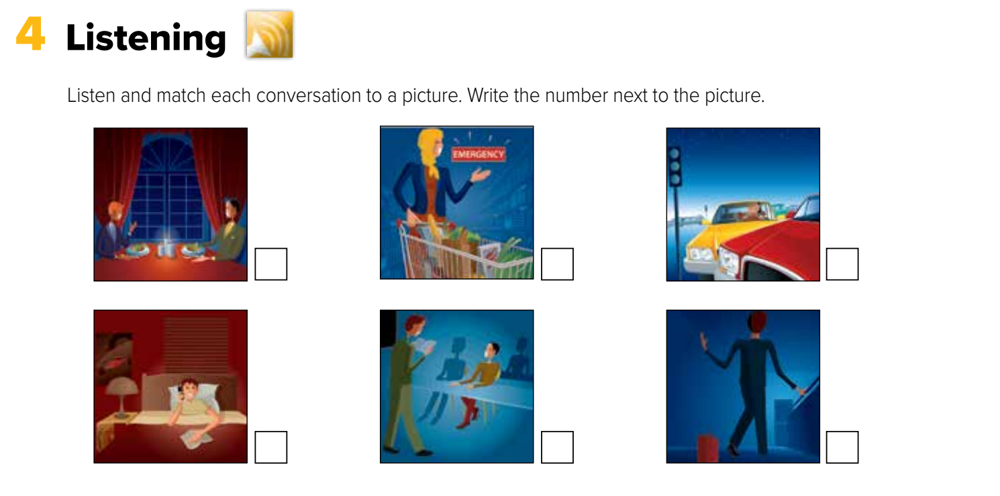 4 Listening
Listen and match each conversation to a picture. Write the number next to the picture.
EMERGENCY